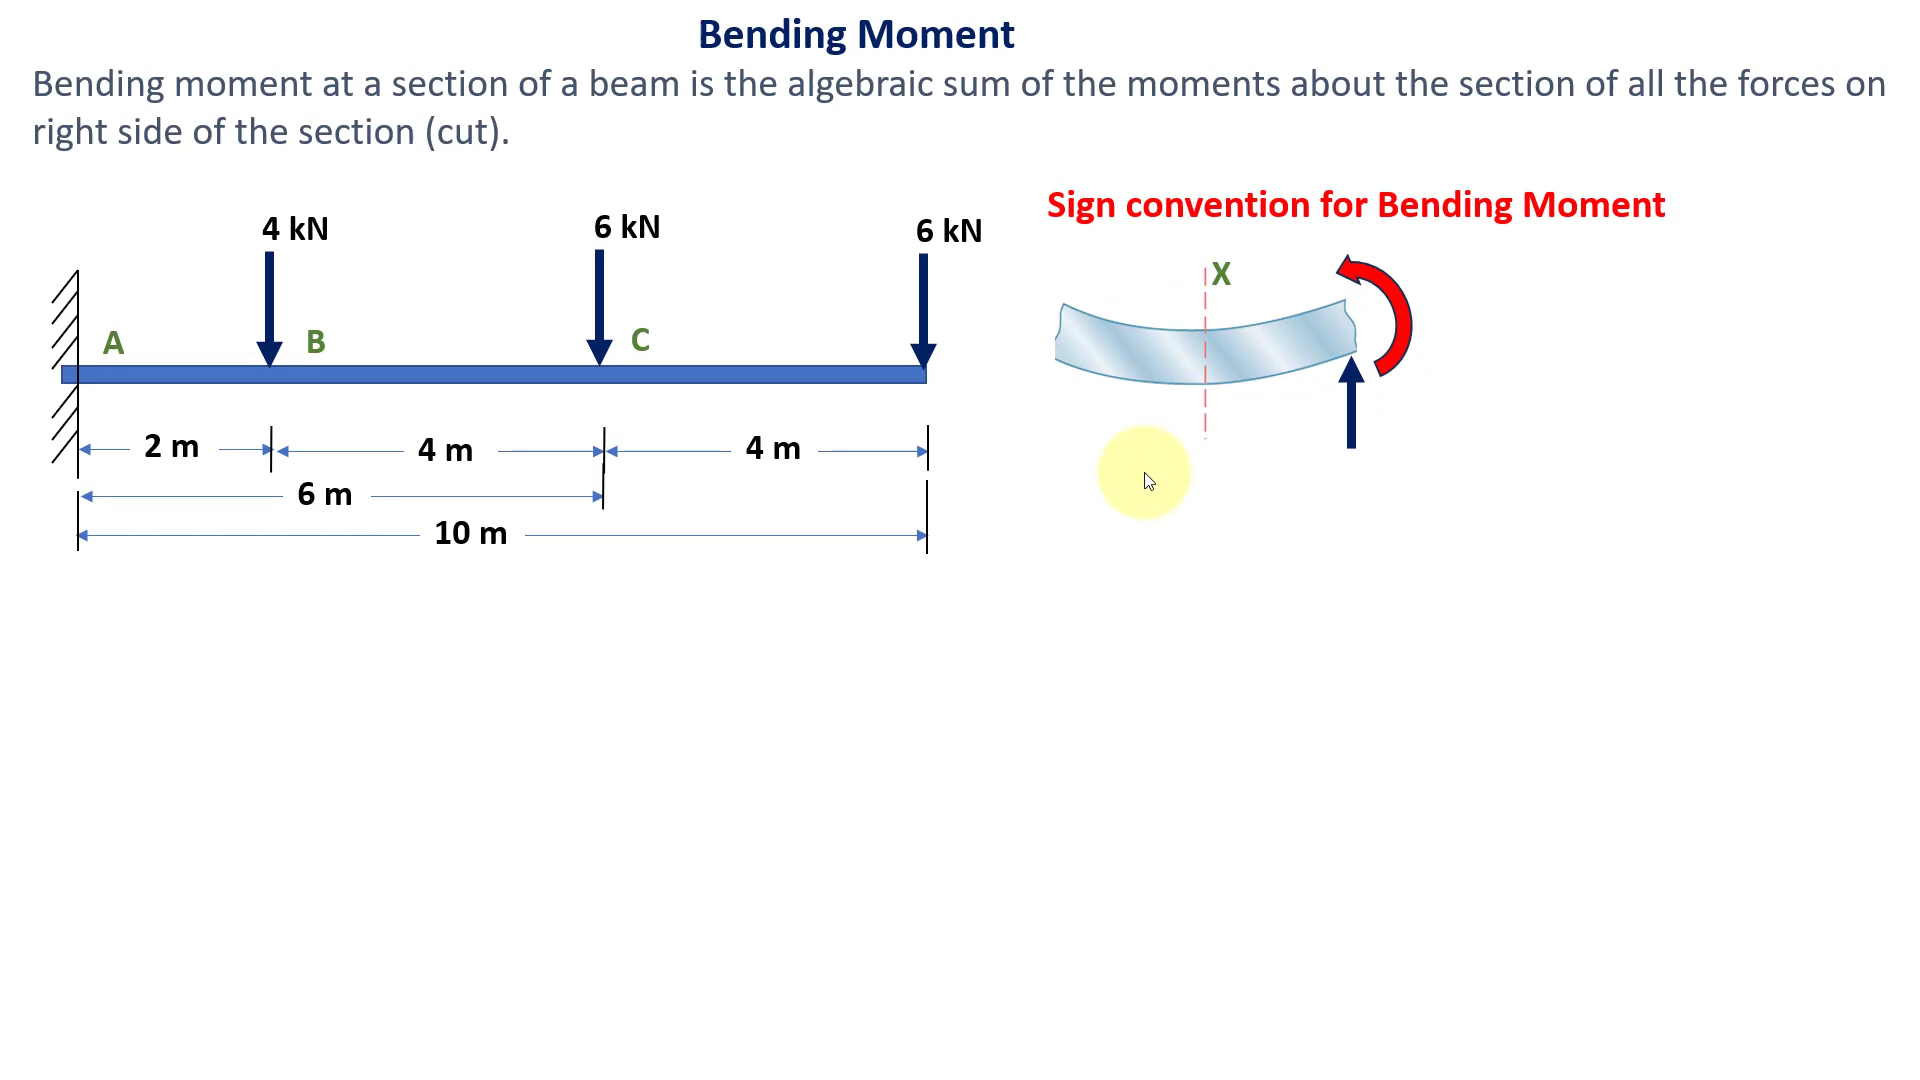 Bending Moment
Bending moment at a section of a beam is the algebraic sum of the moments about the section of all the forces on
right side of the section (cut).
Sign convention for Bending Moment
4 kN
6 kN
6 kN
X
A
B
C
2 m
4 m
4 m
6 m
10 m